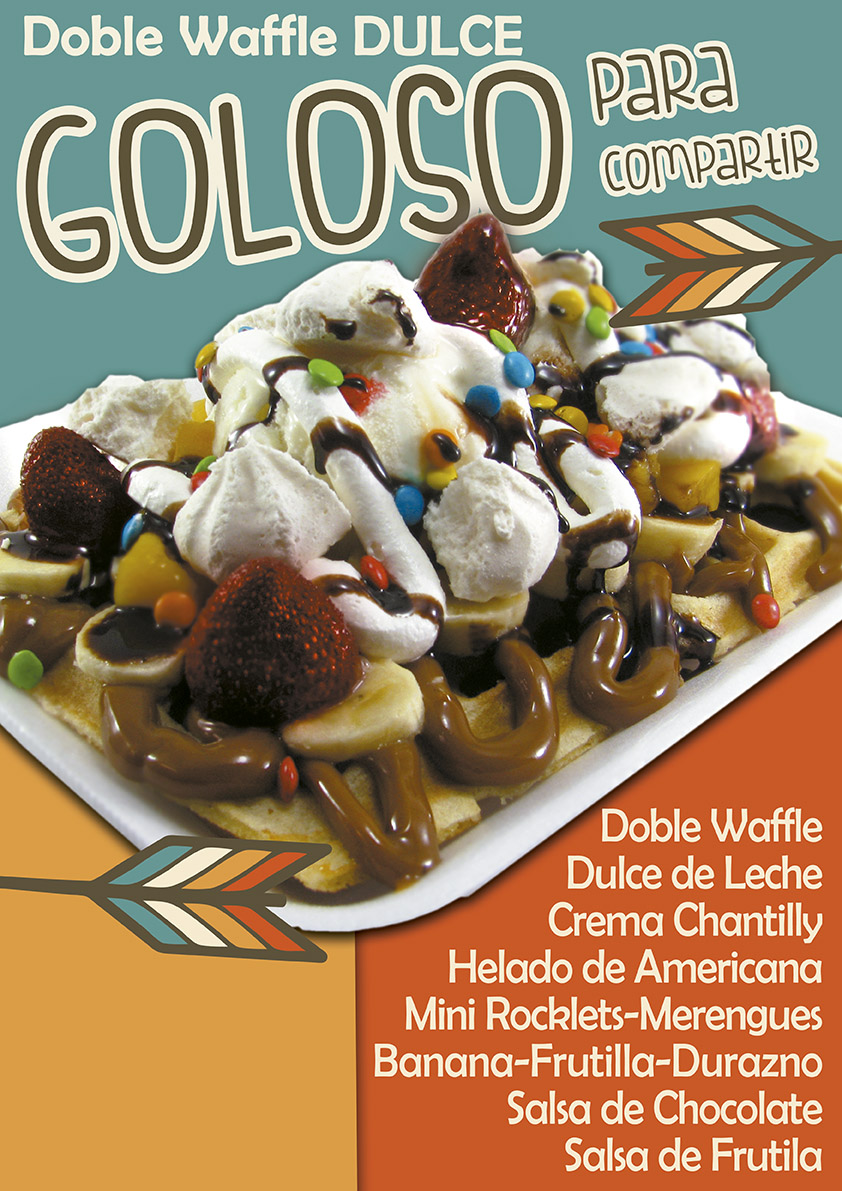 Doble Waffle DULCE
GOLOSO
PARA
COMPARTIR
Doble Waffle
Dulce de Leche
Crema Chantilly
Helado de Americana
Mini Rocklets-Merengues
Banana-Frutilla-Durazno
Salsa de Chocolate
Salsa de Frutila